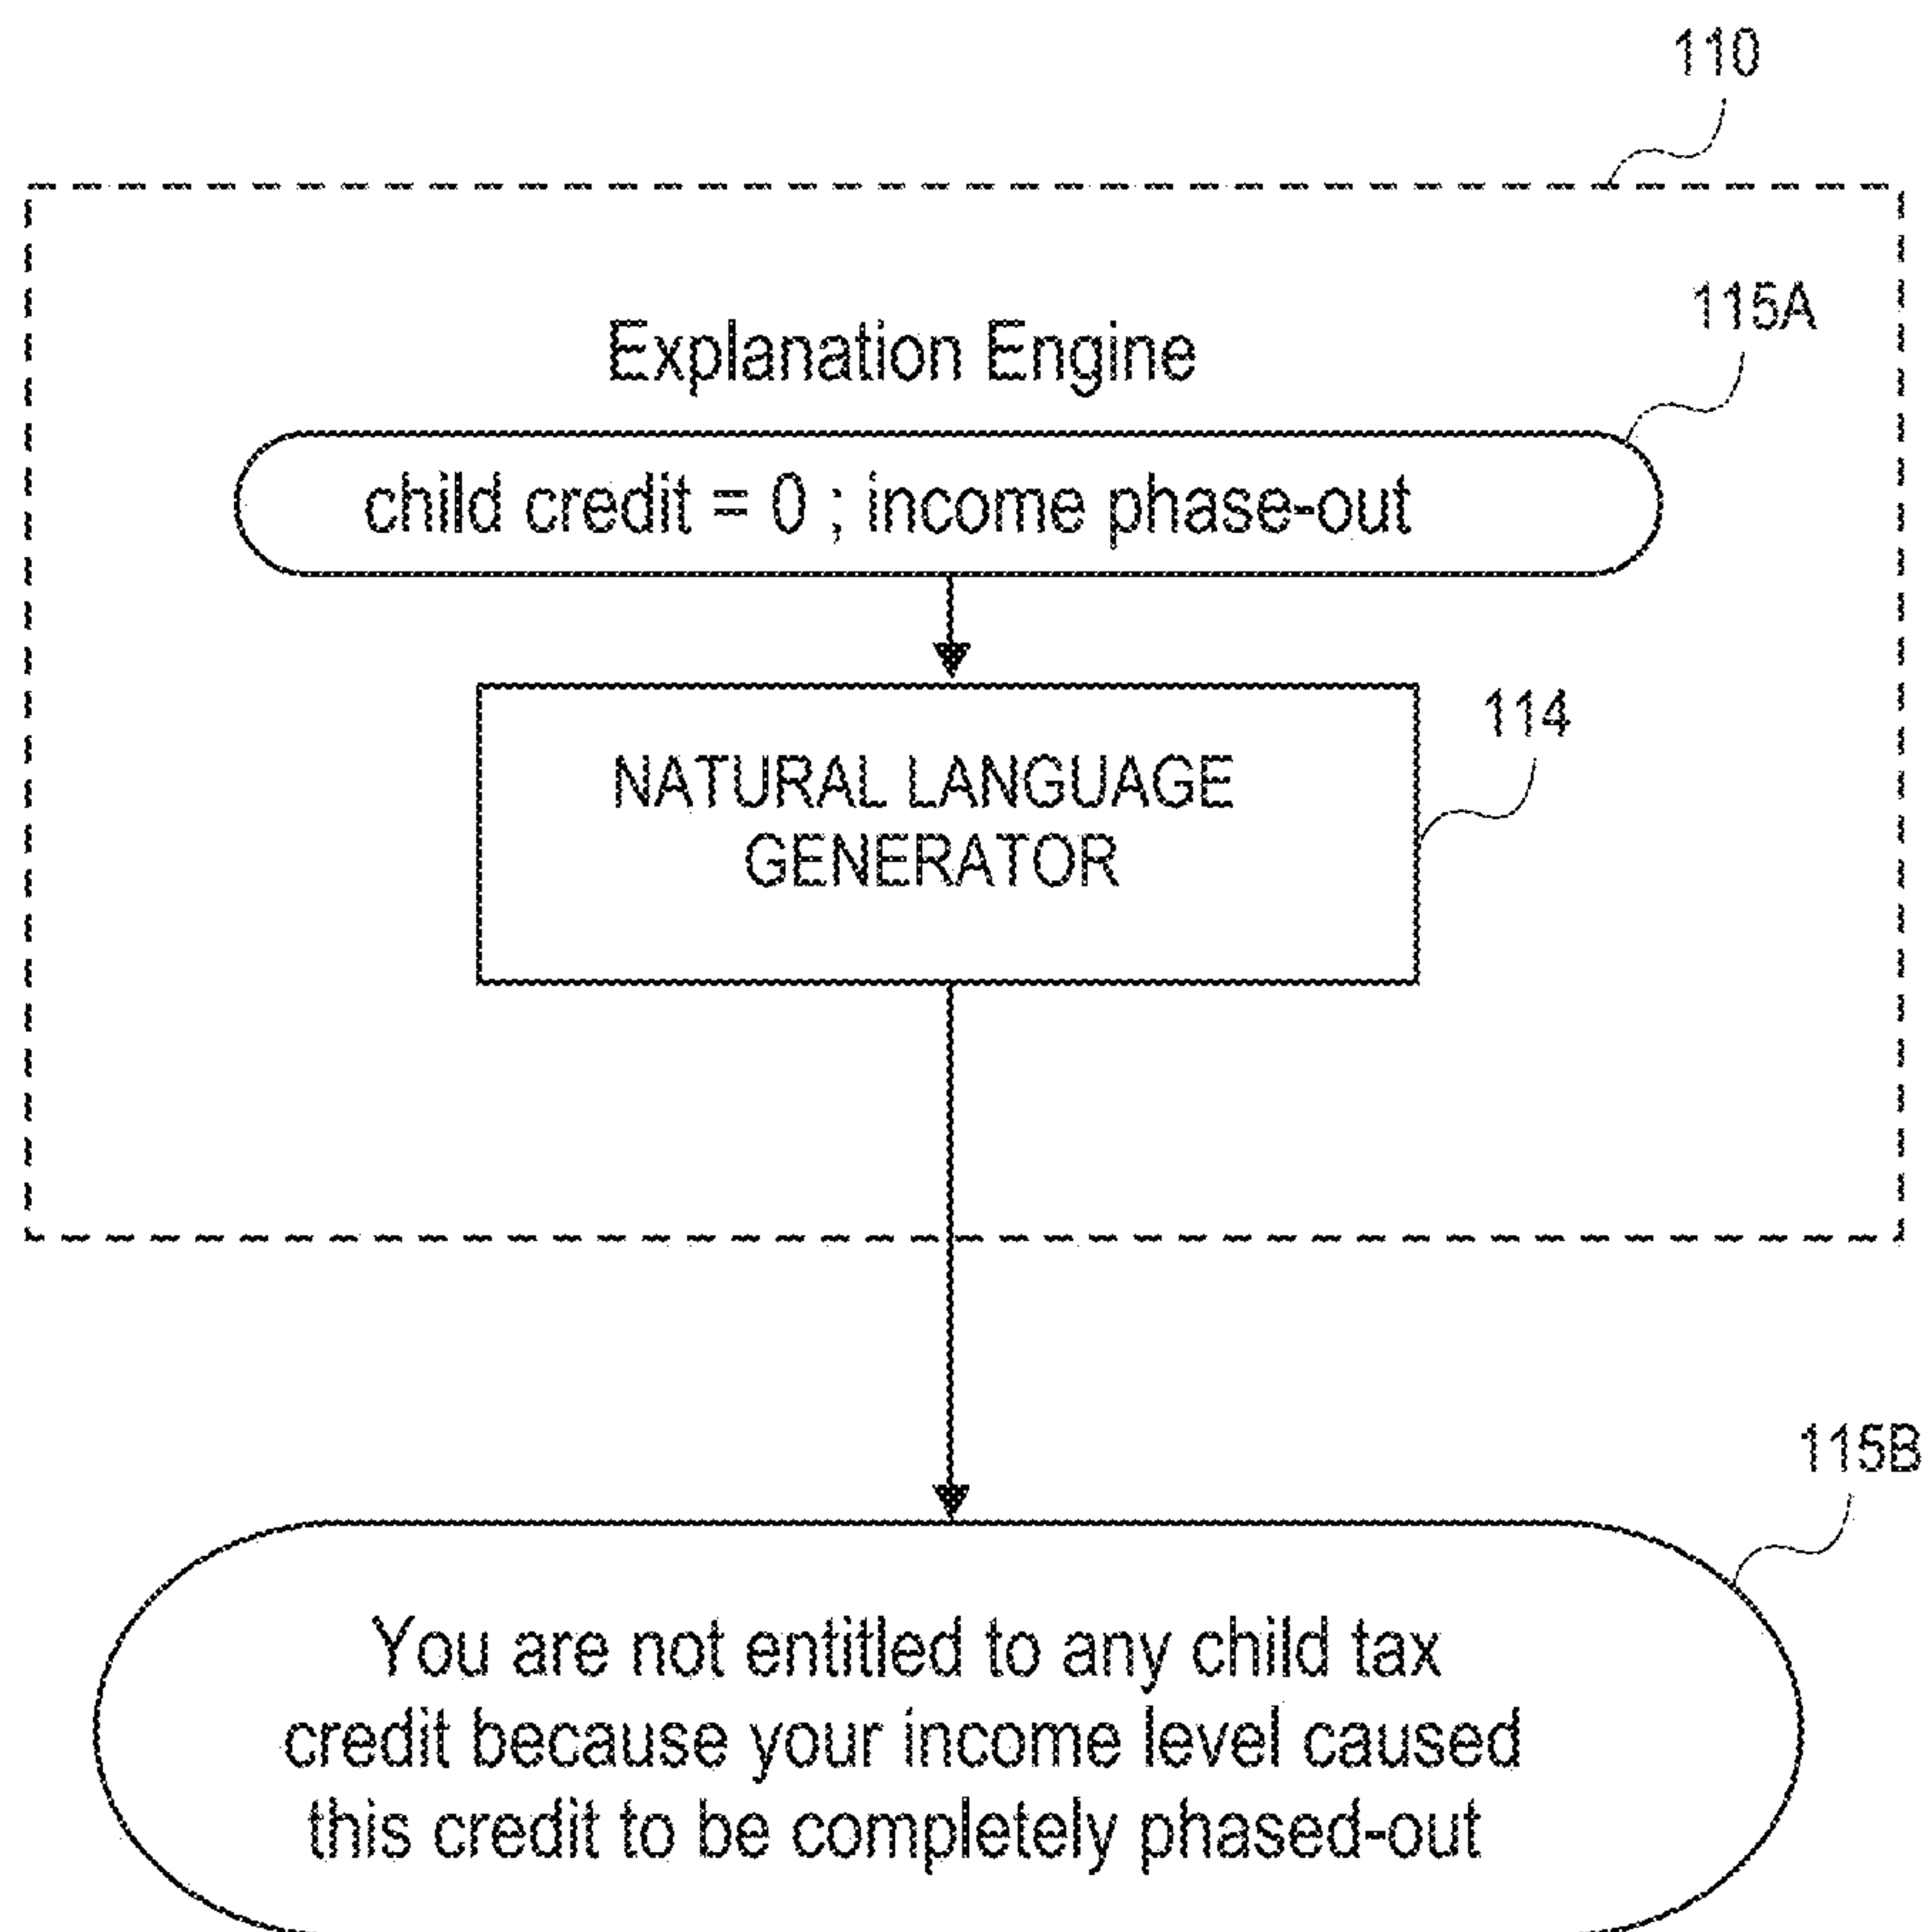 110
115A
Explanation Engine
child credit = 0 ; income phase-out
114
NATURAL LANGUAGE
GENERATOR
115B
You are not entitled to any child tax
credit because your income level caused
this credit to be completely phased-out